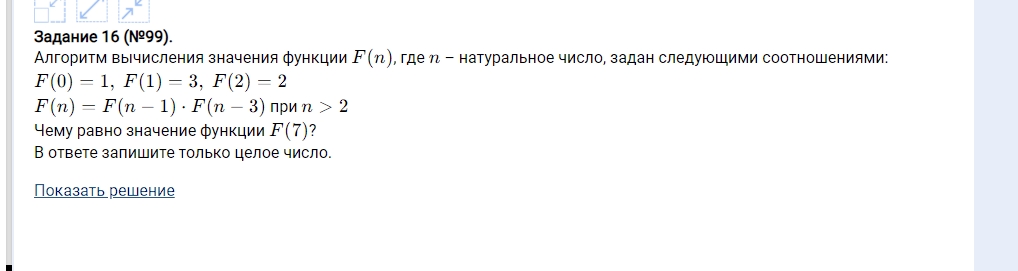 Задание 16 (№99).
Алгоритм вычисления значения функции F(n), где n – натуральное число, задан следующими соотношениями:
F(0) = 1, F(1) = 3, F(2) = 2
F(n) = F(n − 1) · F(n − 3) при n > 2
Чему равно значение функции F(7)?
В ответе запишите только целое число.
Показать решение